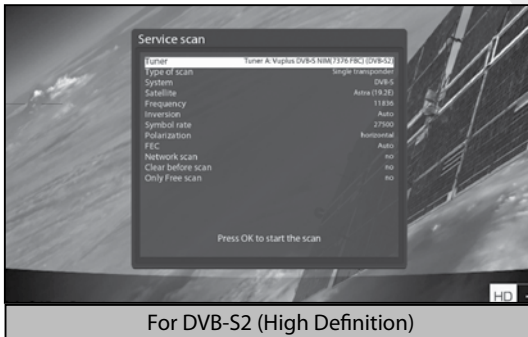 Service scan
Tuner Tuner A: Vuplus DVB-S NIM(7376 FBC) (DVB-S2)
Type of scan Single transponder
System DVB-S
Satellite Astra (19.2E)
Frequency 11836
Inversion Auto
Symbol rate 27500
Polarization horizontal
FEC Auto
Network scan no
Clear before scan no
Only Free scan no
Press OK to start the scan
HD
For DVB-S2 (High Definition)